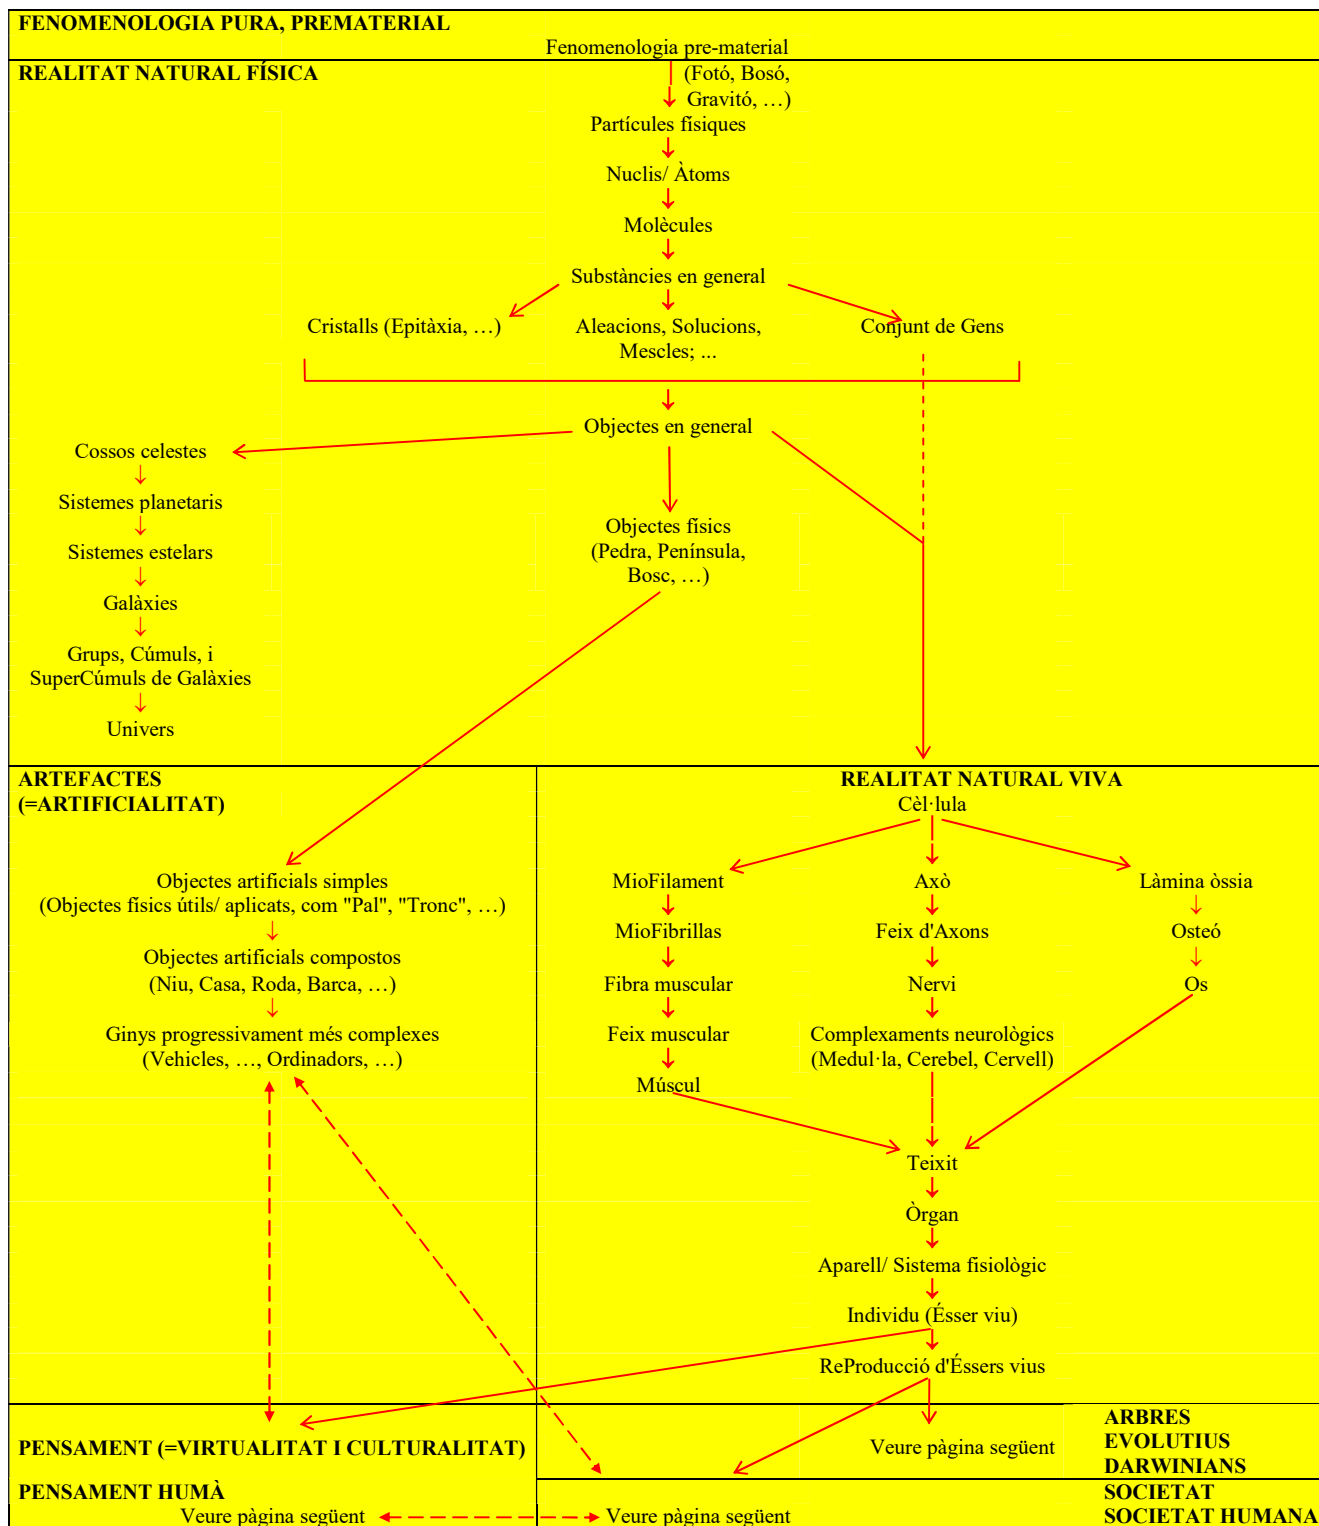 FENOMENOLOGIA PURA, PREMATERIAL
Fenomenologia pre-material
REALITAT NATURAL FÍSICA
(Fotó, Bosó,
Gravitó, …)
Partícules físiques
Nuclis/ Àtoms
Molècules
Substàncies en general
Cristalls (Epitàxia, …)
Aleacions, Solucions,
Mescles; ...
Conjunt de Gens
Objectes en general
Cossos celestes
Sistemes planetaris
Sistemes estelars
Galàxies
Grups, Cúmuls, i
SuperCúmuls de Galàxies
Univers
Objectes físics
(Pedra, Península,
Bosc, …)
ARTEFACTES
(=ARTIFICIALITAT)
Objectes artificials simples
(Objectes físics útils/ aplicats, com "Pal", "Tronc", …)
Objectes artificials compostos
(Niu, Casa, Roda, Barca, …)
Ginys progressivament més complexes
(Vehicles, …, Ordinadors, …)
REALITAT NATURAL VIVA
Cèl·lula
MioFilament
MioFibrillas
Fibra muscular
Feix muscular
Múscul
Axò
Feix d'Axons
Nervi
Complexaments neurològics
(Medul·la, Cerebel, Cervell)
Làmina òssia
Osteó
Os
Teixit
Òrgan
Aparell/ Sistema fisiològic
Individu (Ésser viu)
ReProducció d'Éssers vius
PENSAMENT (=VIRTUALITAT I CULTURALITAT)
Veure pàgina següent
ARBRES
EVOLUTIUS
DARWINIANS
PENSAMENT HUMÀ
Veure pàgina següent
Veure pàgina següent
SOCIETAT
SOCIETAT HUMANA